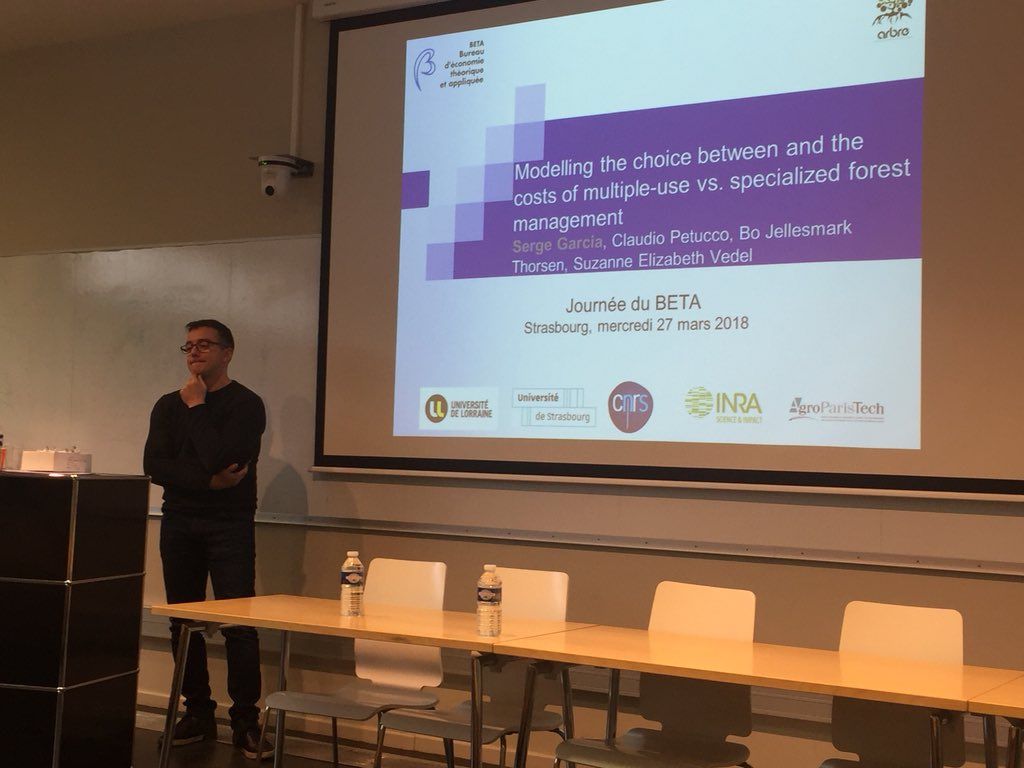 BETA
Bureau
d'économie
théorique
et appliquée
arbre
Modelling the choice between and the
costs of multiple-use vs. specialized forest
management
Serge Garcia, Claudio Petucco, Bo Jellesmark
Thorsen, Suzanne Elizabeth Vedel
Journée du BETA
Strasbourg, mercredi 27 mars 2018
UNIVERSITÉ
DE LORRAINE
Université
de Strasbourg
cnrs
INRA
SCIENCE & IMPACT
AgroParisTech